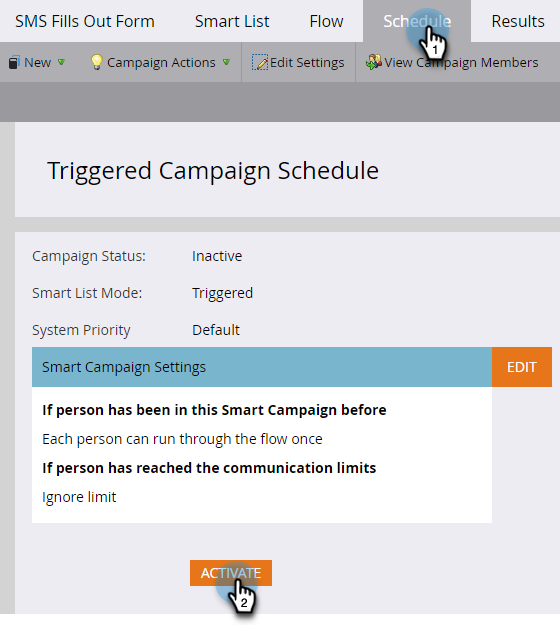 SMS Fills Out Form Smart List Flow Schedule Results
1
New Campaign Actions Edit Settings View Campaign Members
Triggered Campaign Schedule
Campaign Status: Inactive
Smart List Mode: Triggered
System Priority Default
Smart Campaign Settings EDIT
If person has been in this Smart Campaign before
Each person can run through the flow once
If person has reached the communication limits
Ignore limit
ACTIVATE
2